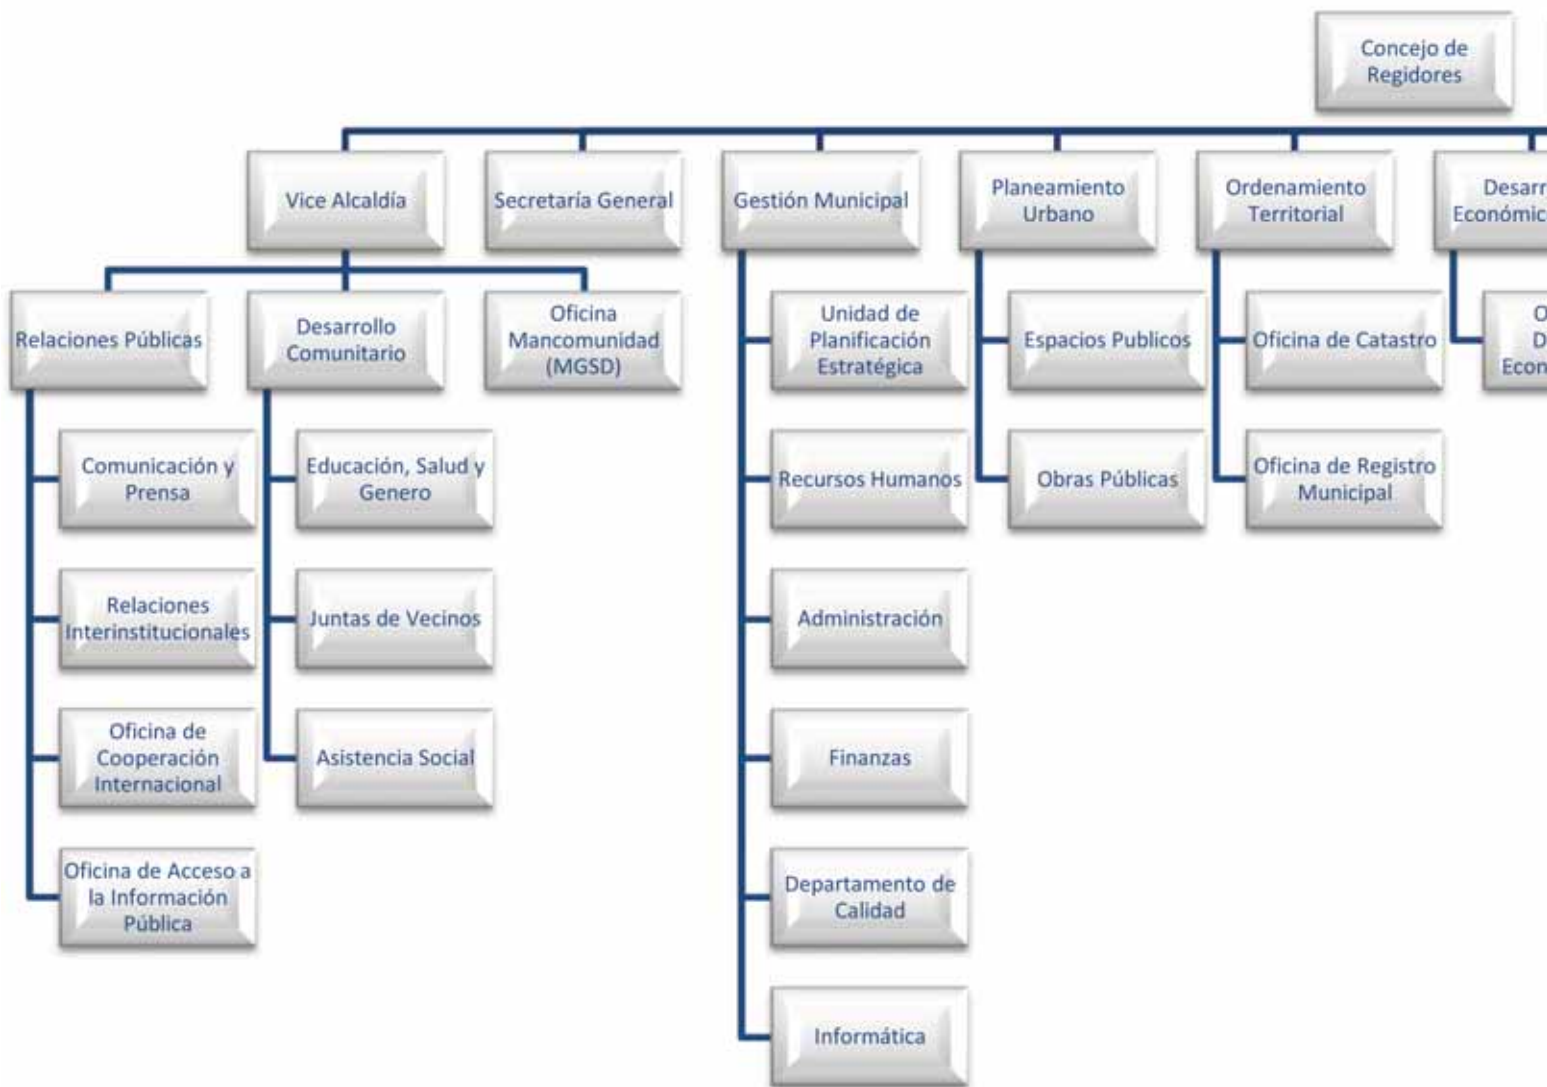 Concejo de
Regidores
Vice Alcaldía
Secretaría General
Gestión Municipal
Planeamiento
Urbano
Ordenamiento
Territorial
Relaciones Públicas
Desarrollo
Comunitario
Oficina
Mancomunidad
(MGSD)
Unidad de
Planificación
Estratégica
Espacios Publicos
Oficina de Catastro
Comunicación y
Prensa
Educación, Salud y
Genero
Recursos Humanos
Obras Públicas
Oficina de Registro
Municipal
Relaciones
Interinstitucionales
Juntas de Vecinos
Administración
Oficina de
Cooperación
Internacional
Asistencia Social
Finanzas
Oficina de Acceso a
la Información
Pública
Departamento de
Calidad
Informática